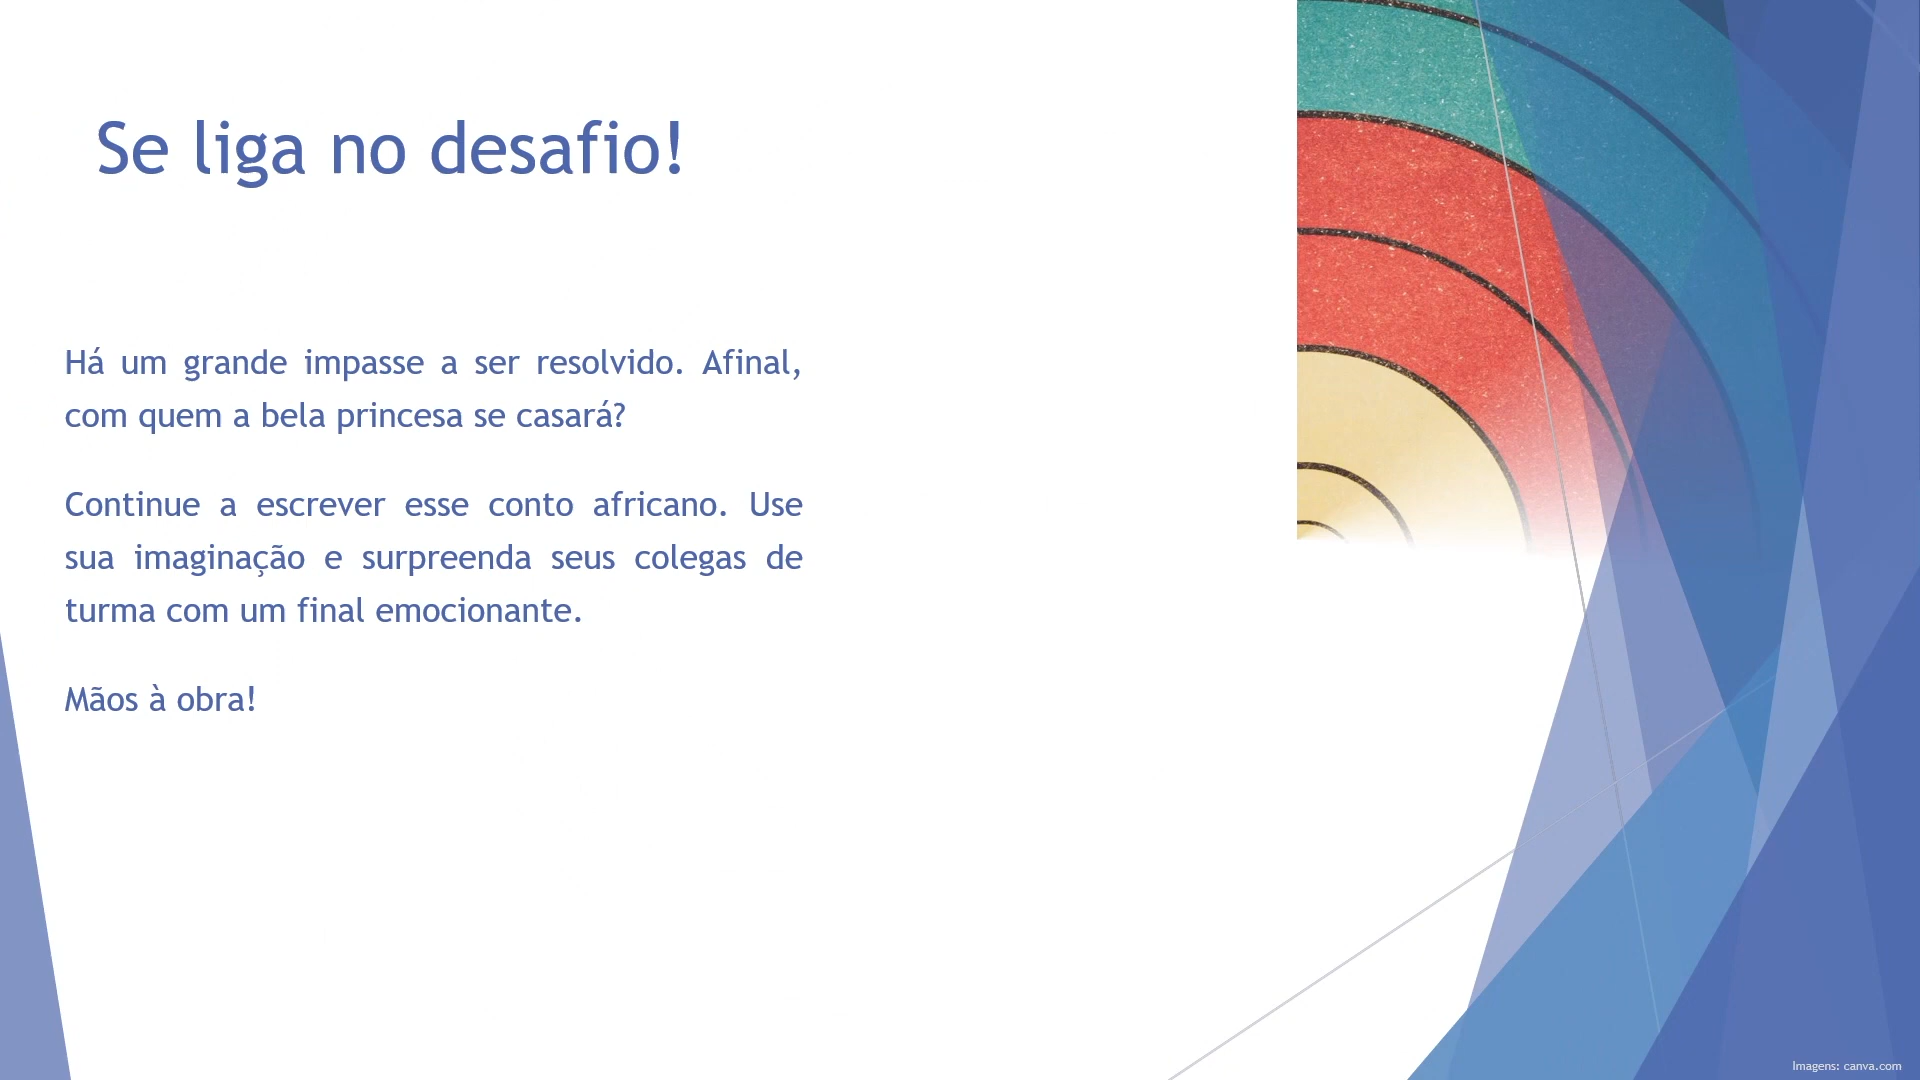 Se liga no desafio!
Há um grande impasse a ser resolvido. Afinal,
com quem a bela princesa se casará?
Continue a escrever esse conto africano. Use
sua imaginação e surpreenda seus colegas de
turma com um final emocionante.
Mãos à obra!
Imagens: canva.com